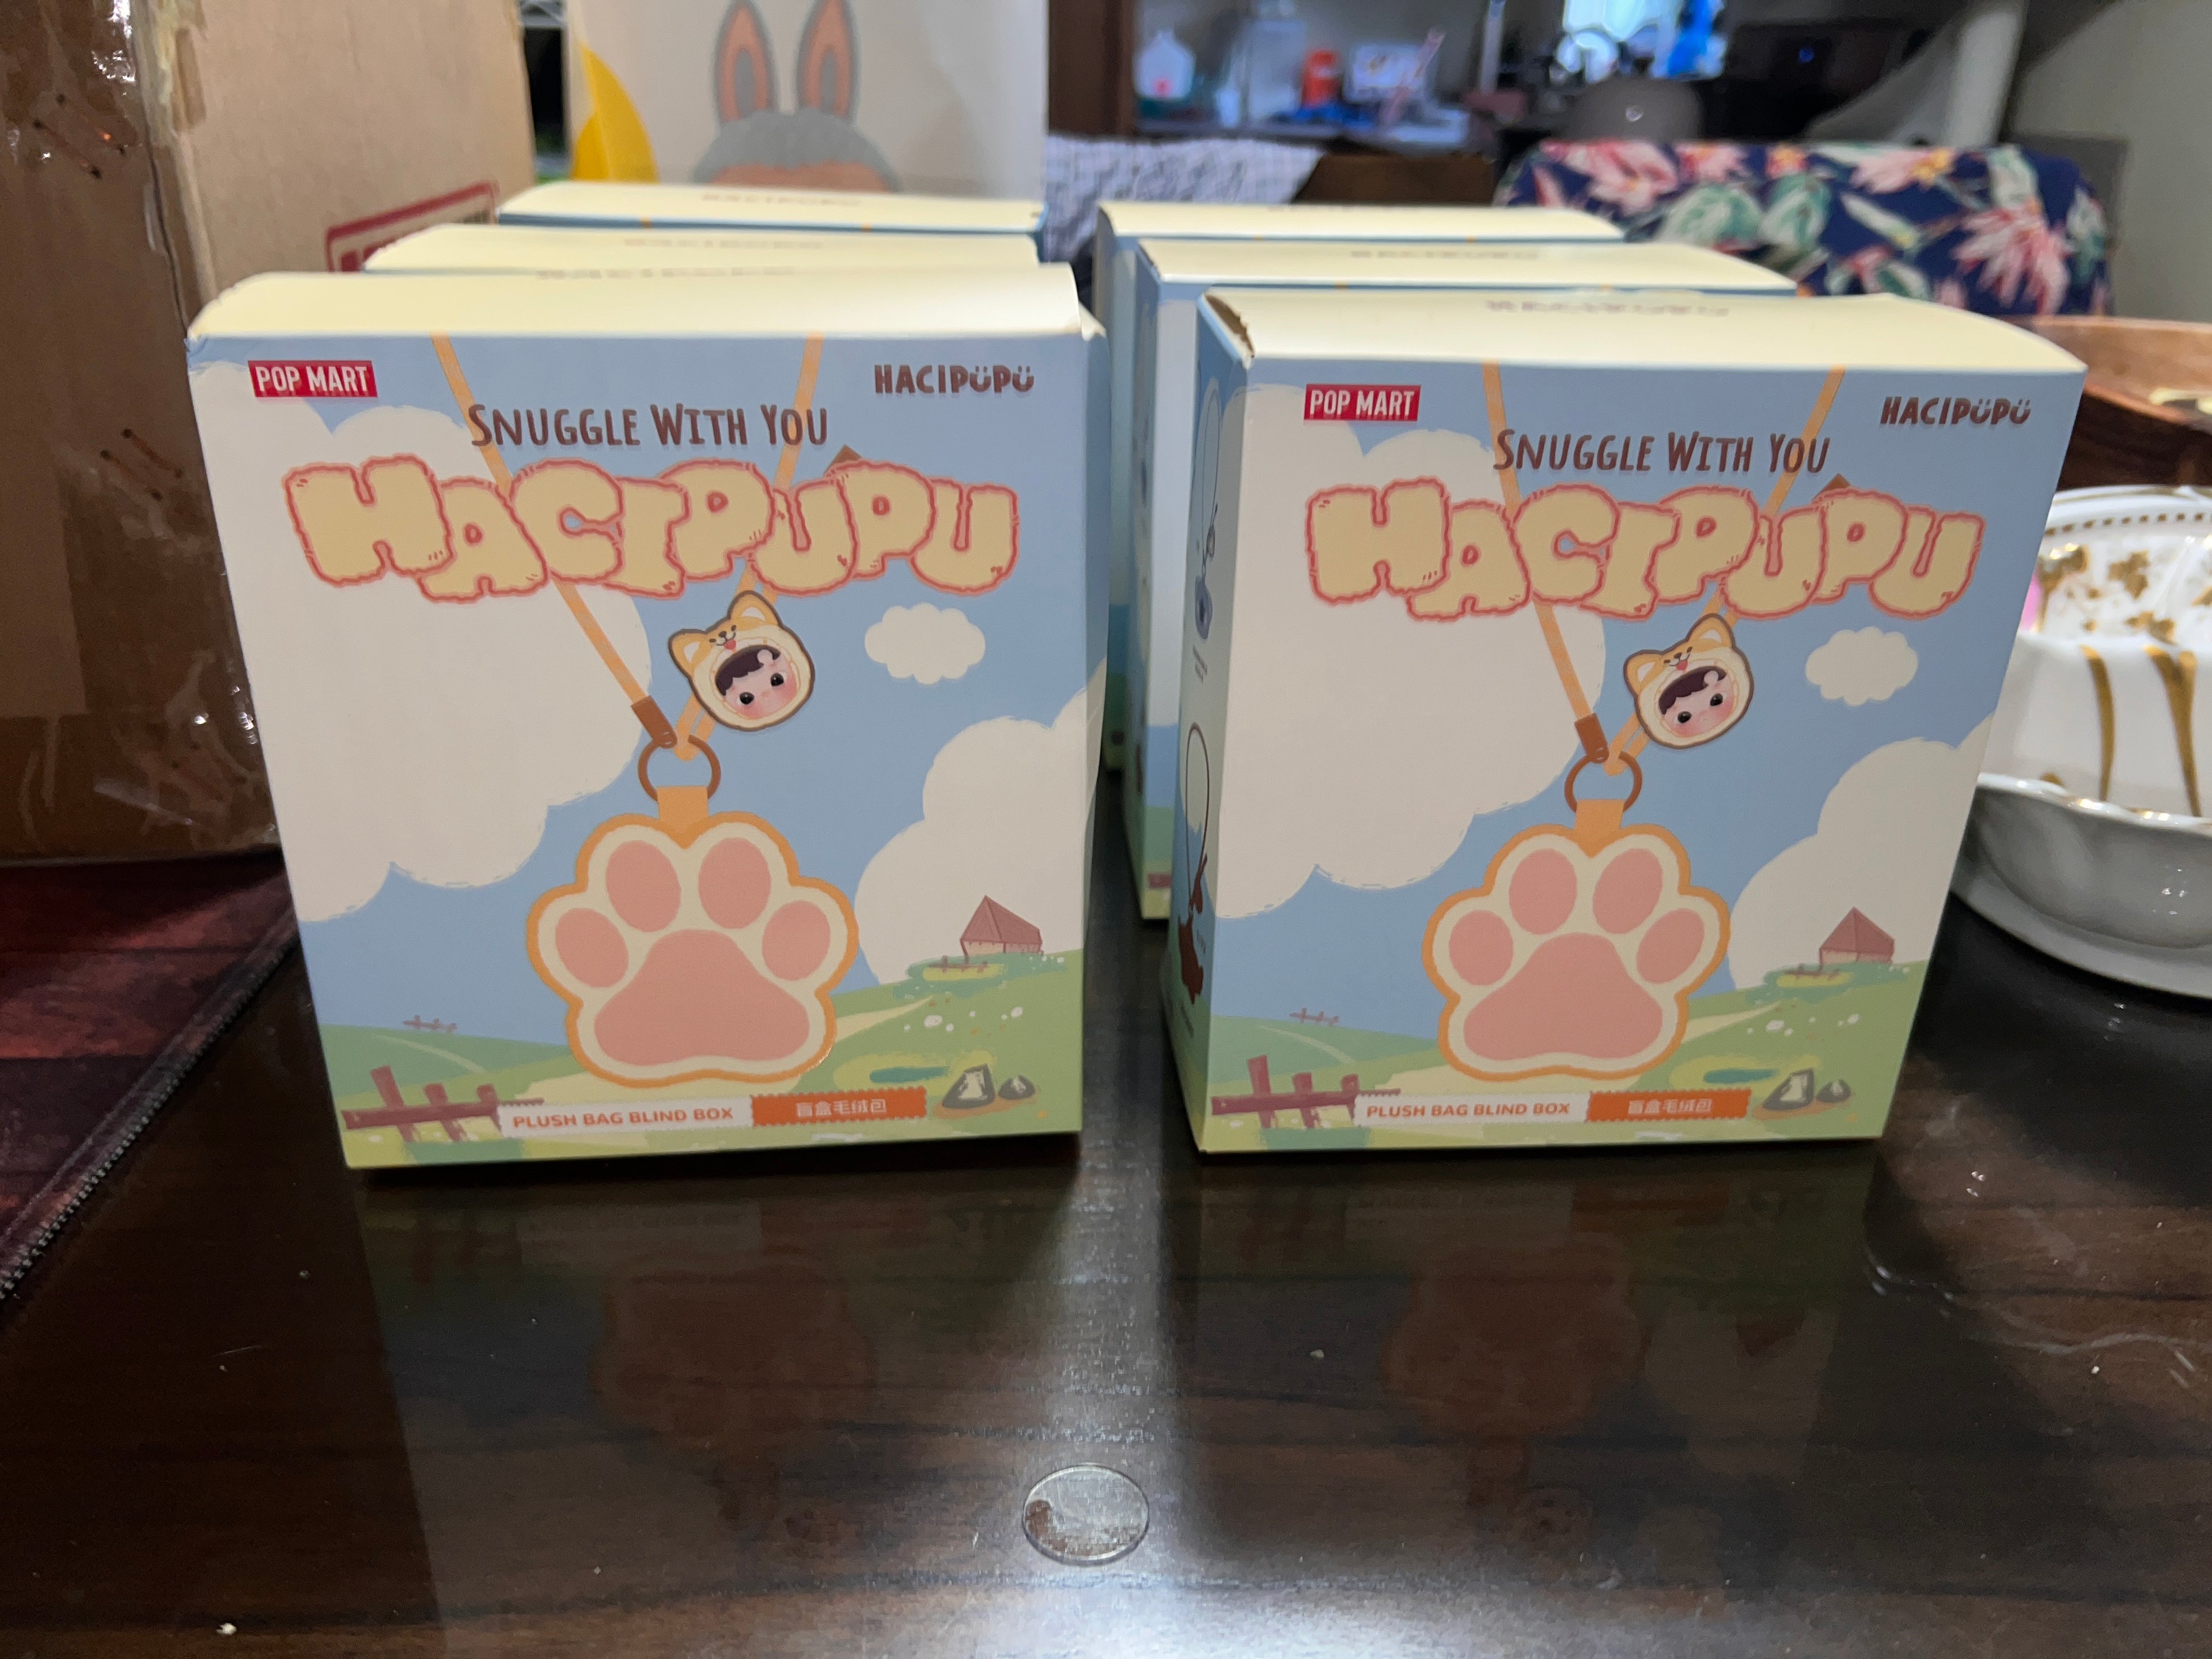 POP MART
HACIPUPU
SNUGGLE WITH YOU
HACIPUPU
PLUSH BAG BLIND BOX 盲盒毛绒包
POP MART
HACIPUPU
SNUGGLE WITH YOU
HACIPUPU
PLUSH BAG BLIND BOX 盲盒毛绒包